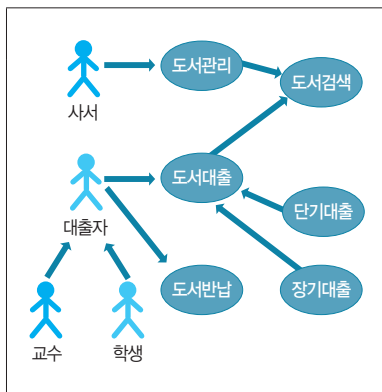 도서관리
도서검색
사서
도서대출
대출자
단기대출
도서반납
장기대출
교수
학생